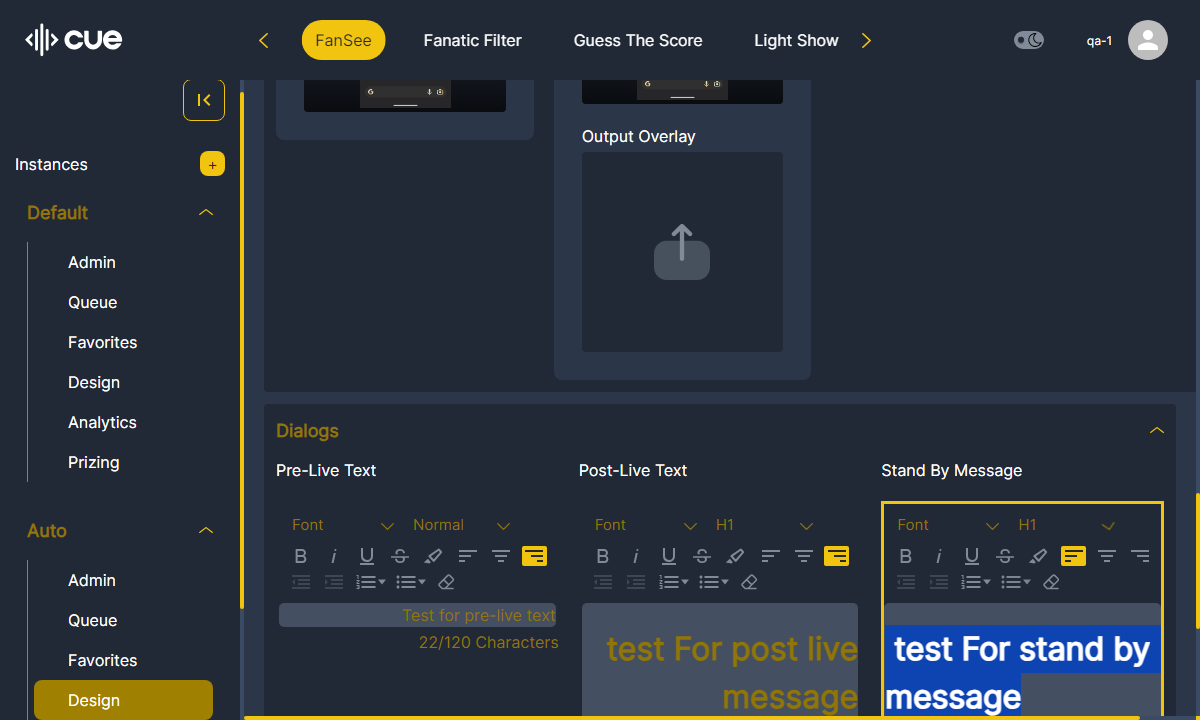 cue
FanSee
Fanatic Filter
Guess The Score
Light Show
qa-1
Instances
+
Default
Admin
Queue
Favorites
Design
Analytics
Prizing
Auto
Admin
Queue
Favorites
Design
Output Overlay
Dialogs
Pre-Live Text
Font
Normal
B i U S
Test for pre-live text
22/120 Characters
Post-Live Text
Font
H1
B i U S
test For post live
message
Stand By Message
Font
H1
B i U S
test For stand by
message